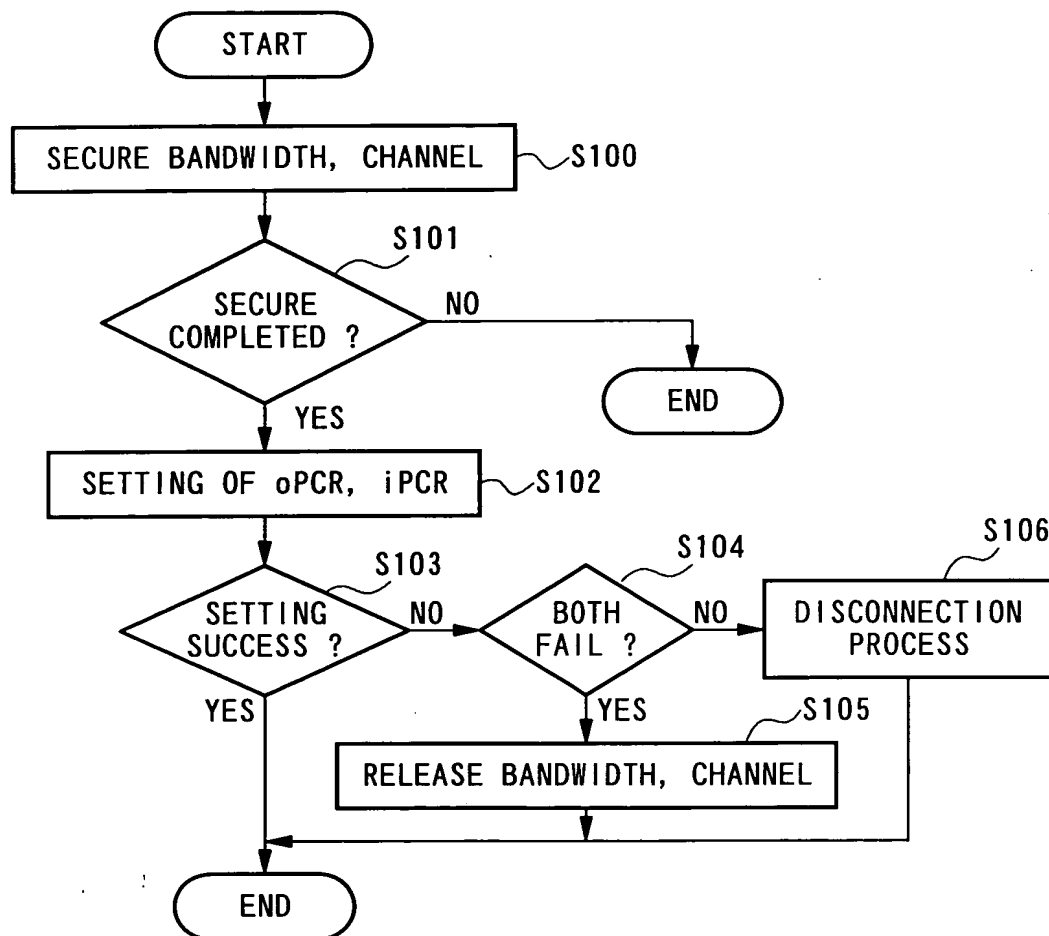 START
SECURE BANDWIDTH, CHANNEL
S100
S101
SECURE
COMPLETED ?
NO
END
YES
SETTING OF oPCR, iPCR
S102
S103
SETTING
SUCCESS ?
NO
S104
BOTH
FAIL ?
NO
S106
DISCONNECTION
PROCESS
YES
YES
S105
RELEASE BANDWIDTH, CHANNEL
END